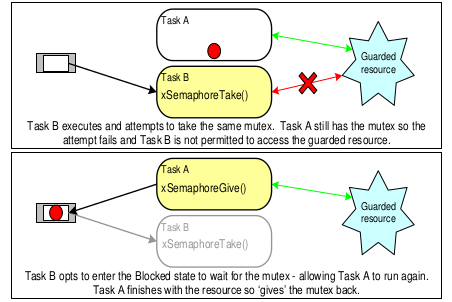 Task A
Task B
xSemaphoreTake()
Guarded
resource
Task B executes and attempts to take the same mutex. Task A still has the mutex so the
attempt fails and Task B is not permitted to access the guarded resource.
Task A
xSemaphoreGive()
Task B
xSemaphoreTake()
Guarded
resource
Task B opts to enter the Blocked state to wait for the mutex - allowing Task A to run again.
Task A finishes with the resource so 'gives' the mutex back.